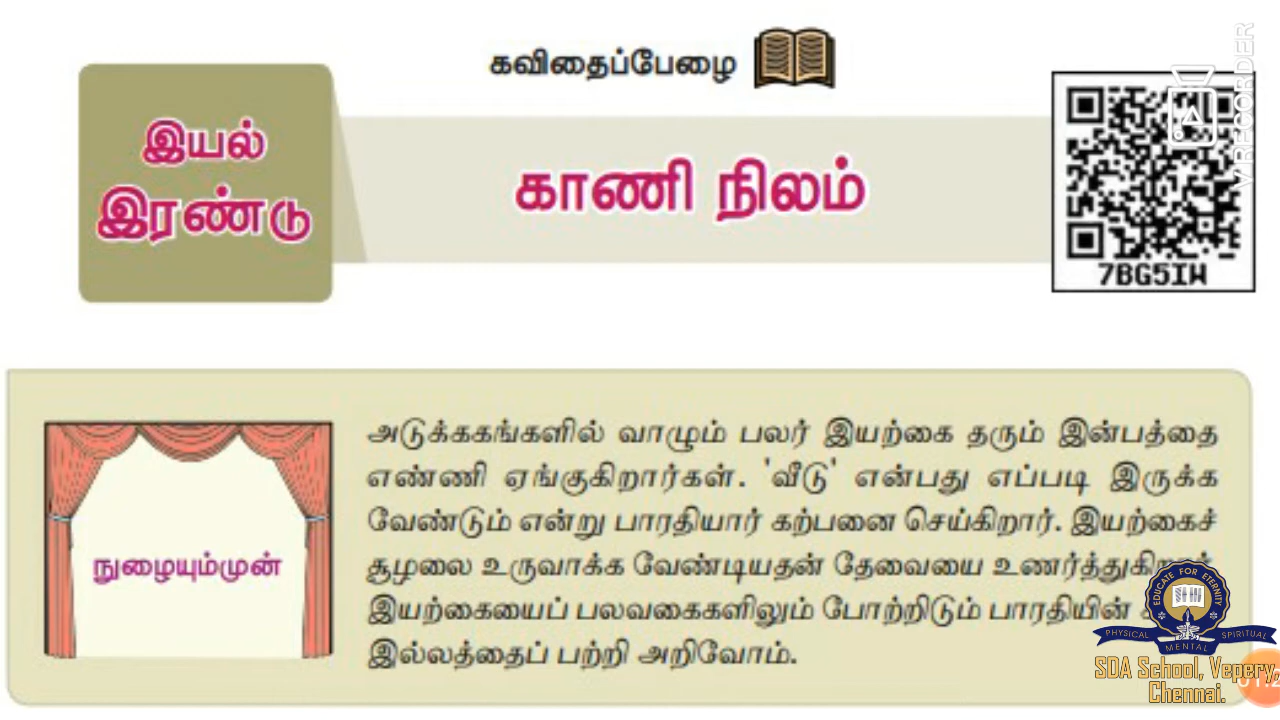 கவிதைப்பேழை
இயல்
இரண்டு
காணி நிலம்
7BG5IW
VRECORDER
அடுக்ககங்களில் வாழும் பலர் இயற்கை தரும் இன்பத்தை
எண்ணி ஏங்குகிறார்கள். 'வீடு' என்பது எப்படி இருக்க
வேண்டும் என்று பாரதியார் கற்பனை செய்கிறார். இயற்கைச்
சூழலை உருவாக்க வேண்டியதன் தேவையை
இயற்கையைப் பலவகைகளிலும் போற்றிடும் பாரதியின்
இல்லத்தைப் பற்றி அறிவோம்.
நுழையும்முன்
EDUCATE FOR ETERNITY
PHYSICAL MENTAL SPIRITUAL
SDA School, Vepery,
Chennai.